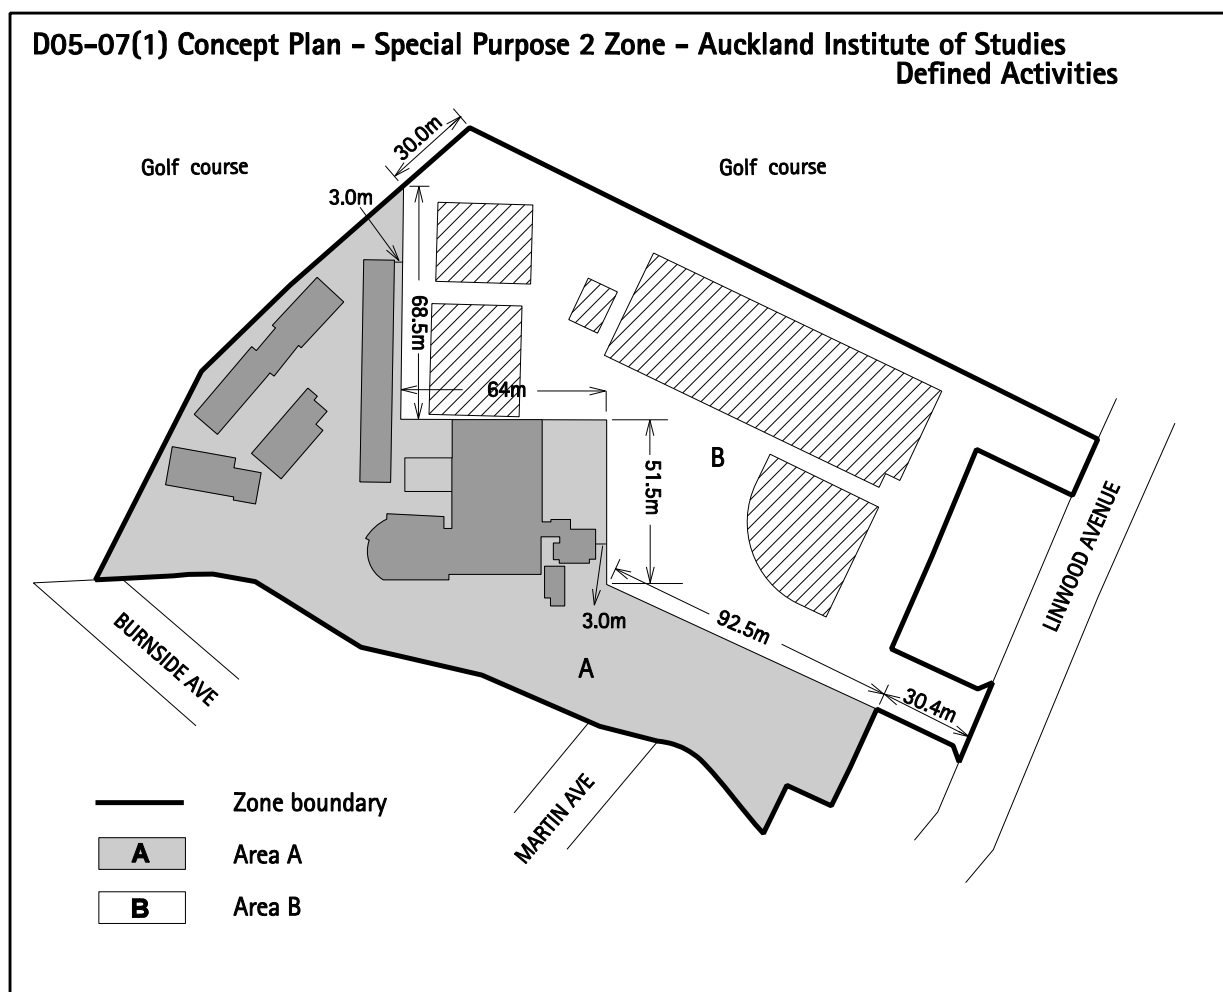 D05-07(1) Concept Plan - Special Purpose 2 Zone - Auckland Institute of Studies
Defined Activities
30.0m
Golf course
Golf course
3.0m
68.5m
64m
51.5m
B
LINWOOD AVENUE
3.0m
92.5m
BURNSIDE AVE
A
30.4m
MARTIN AVE
Zone boundary
A
Area A
B
Area B